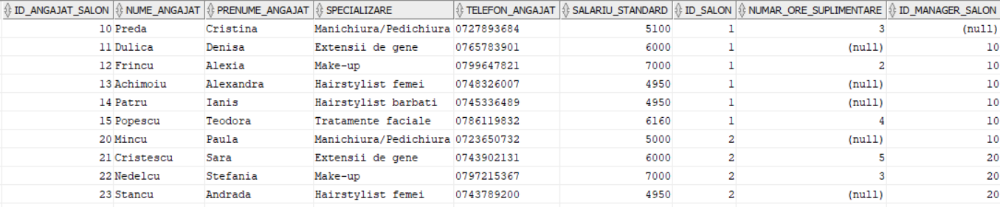 ID_ANGAJAT_SALON NUME_ANGAJAT PRENUME_ANGAJAT SPECIALIZARE TELEFON_ANGAJAT SALARIU_STANDARD ID_SALON NUMAR_ORE_SUPLIMENTARE ID_MANAGER_SALON
10 Preda Cristina Manichiura/Pedichiura 0727893684 5100 1 3 (null)
11 Dulica Denisa Extensii de gene 0765783901 6000 1 (null) 10
12 Frincu Alexia Make-up 0799647821 7000 1 2 10
13 Achimoiu Alexandra Hairstylist femei 0748326007 4950 1 (null) 10
14 Patru Ianis Hairstylist barbati 0745336489 4950 1 (null) 10
15 Popescu Teodora Tratamente faciale 0786119832 6160 1 4 10
20 Mincu Paula Manichiura/Pedichiura 0723650732 5000 2 (null) 10
21 Cristescu Sara Extensii de gene 0743902131 6000 2 5 20
22 Nedelcu Stefania Make-up 0797215367 7000 2 3 20
23 Stancu Andrada Hairstylist femei 0743789200 4950 2 (null) 20